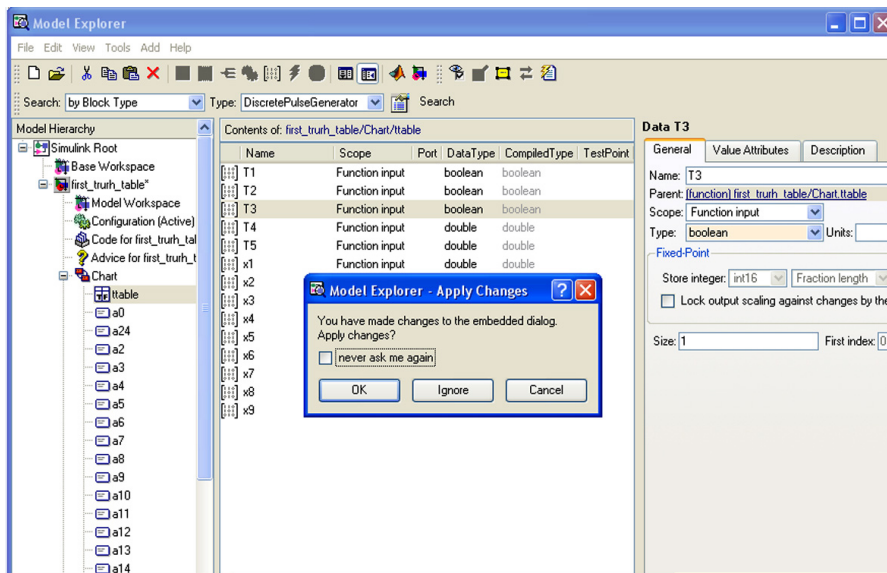 Model Explorer
File Edit View Tools Add Help
Search: by Block Type Type: DiscretePulseGenerator Search
Model Hierarchy
Simulink Root
Base Workspace
first_trurh_table*
Model Workspace
Configuration (Active)
Code for first_trurh_tal
Advice for first_trurh_t
Chart
ttable
a0
a24
a2
a3
a4
a5
a6
a7
a8
a9
a10
a11
a12
a13
a14
Contents of: first_trurh_table/Chart/ttable
Name Scope Port DataType CompiledType TestPoint
T1 Function input boolean boolean
T2 Function input boolean boolean
T3 Function input boolean boolean
T4 Function input double double
T5 Function input double double
x1 Function input double double
x2
x3
x4
x5
x6
x7
x8
x9
Model Explorer - Apply Changes
You have made changes to the embedded dialog.
Apply changes?
never ask me again
OK Ignore Cancel
Data T3
General Value Attributes Description
Name: T3
Parent: (function) first_trurh_table/Chart.ttable
Scope: Function input
Type: boolean Units:
Fixed-Point
Store integer: int16 Fraction length
Lock output scaling against changes by the
Size: 1 First index: 0